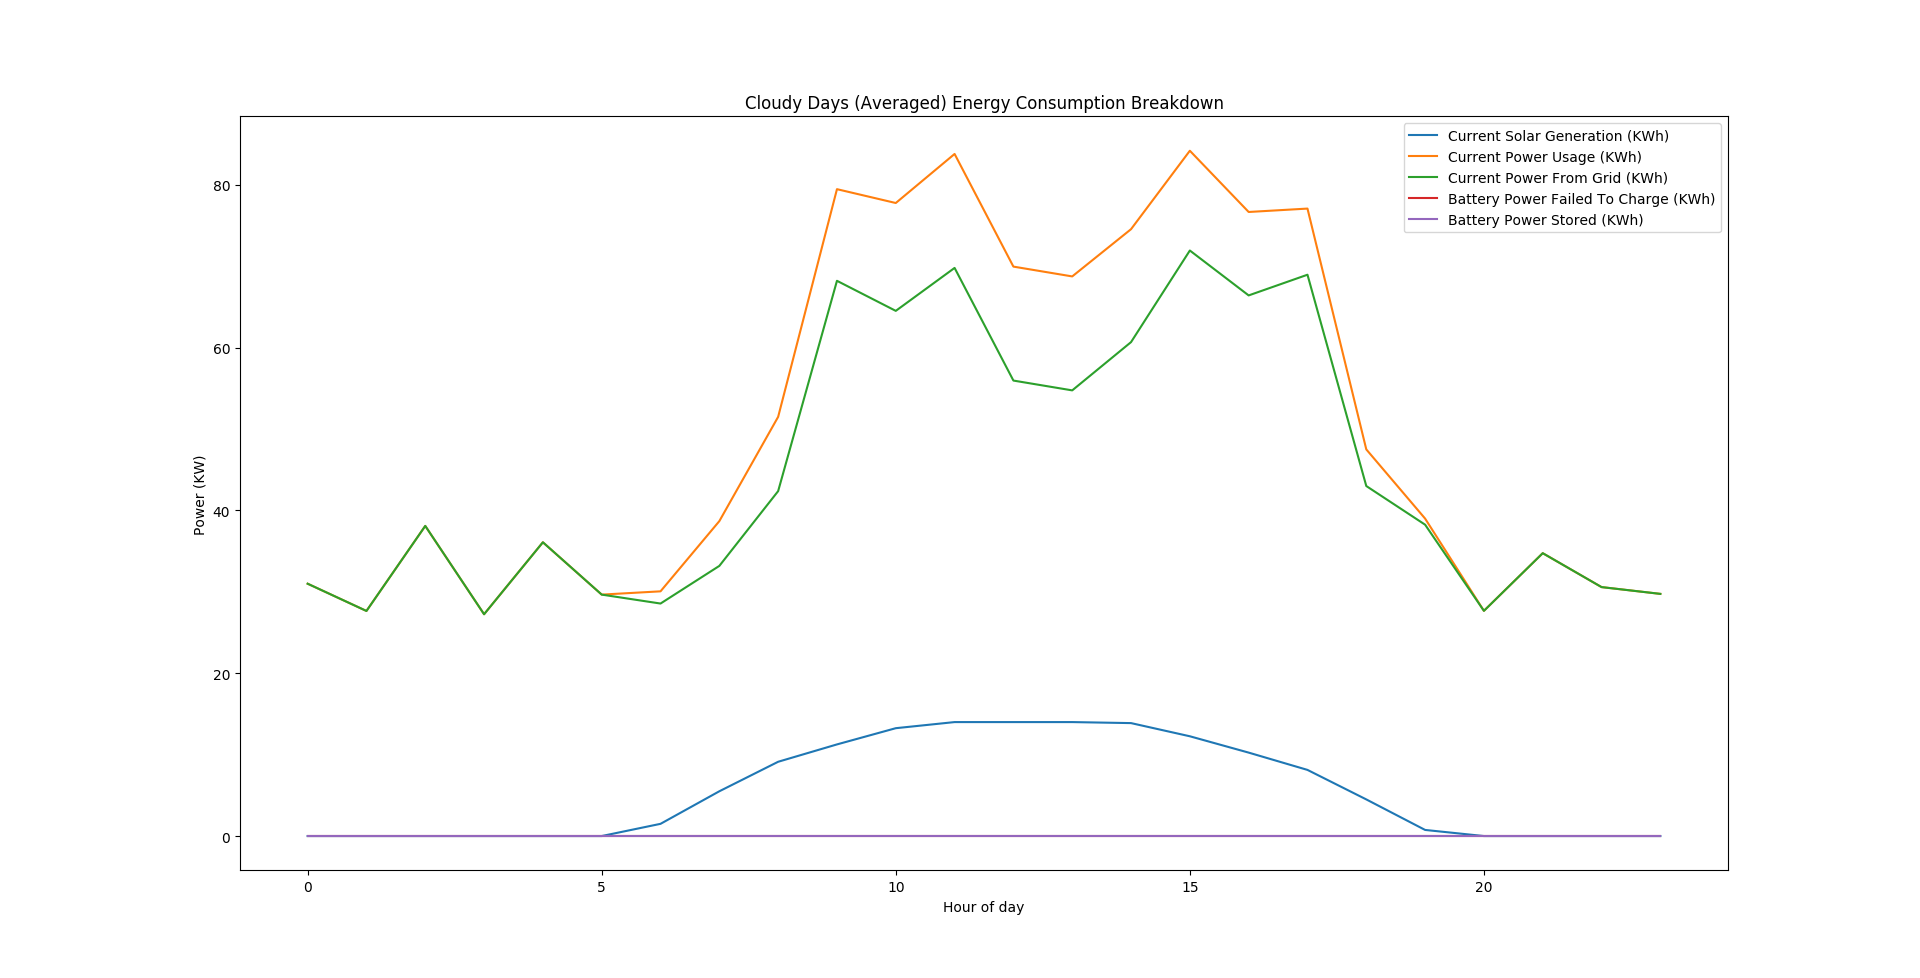 Cloudy Days (Averaged) Energy Consumption Breakdown
Current Solar Generation (KWh)
Current Power Usage (KWh)
Current Power From Grid (KWh)
Battery Power Failed To Charge (KWh)
Battery Power Stored (KWh)
80
60
40
20
0
Power (KW)
0 5 10 15 20
Hour of day